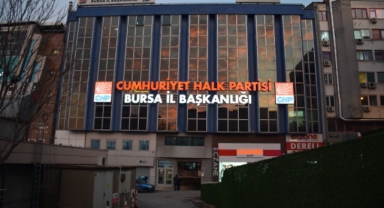 CUMHURİYET HALK PARTİSİ
BURSA İL BAŞKANLIĞI
CHP
CHP
DERELİ